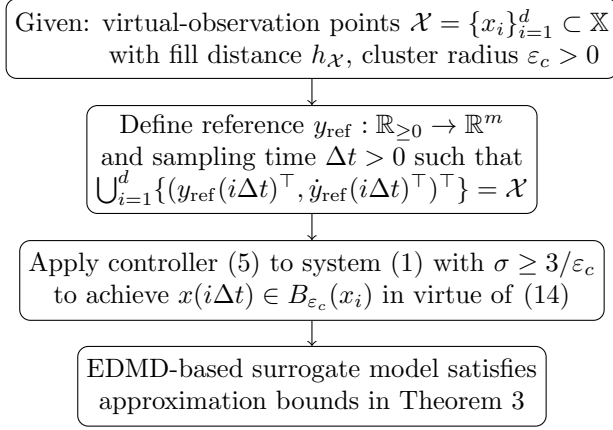 Given: virtual-observation points 𝒳 = {x_i}_{i=1}^d ⊂ 𝕏
with fill distance h_𝒳, cluster radius ε_c > 0
Define reference y_ref : ℝ_{≥0} → ℝ^m
and sampling time Δt > 0 such that
⋃_{i=1}^d {(y_ref(iΔt)^⊤, ẏ_ref(iΔt)^⊤)^⊤} = 𝒳
Apply controller (5) to system (1) with σ ≥ 3/ε_c
to achieve x(iΔt) ∈ B_{ε_c}(x_i) in virtue of (14)
EDMD-based surrogate model satisfies
approximation bounds in Theorem 3